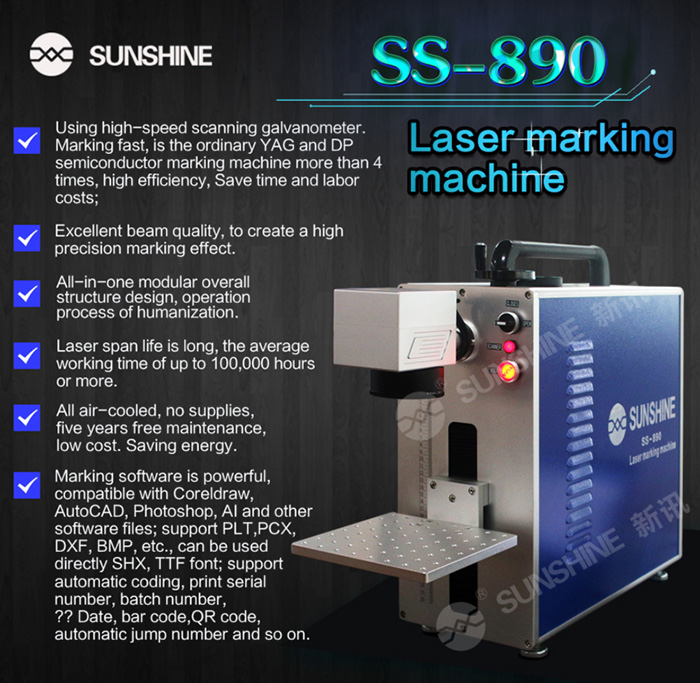 SUNSHINE
SS-890
Laser marking
machine
Using high-speed scanning galvanometer.
Marking fast, is the ordinary YAG and DP
semiconductor marking machine more than 4
times, high efficiency, Save time and labor
costs;
Excellent beam quality, to create a high
precision marking effect.
All-in-one modular overall
structure design, operation
process of humanization.
Laser span life is long, the average
working time of up to 100,000 hours
or more.
All air-cooled, no supplies,
five years free maintenance,
low cost. Saving energy.
Marking software is powerful,
compatible with Coreldraw,
AutoCAD, Photoshop, AI and other
software files; support PLT,PCX,
DXF, BMP, etc., can be used
directly SHX, TTF font; support
automatic coding, print serial
number, batch number,
?? Date, bar code,QR code,
automatic jump number and so on.
SUNSHINE
SS-890
Laser marking machine
® SUNSHINE 新讯
® SUNSHINE 新讯